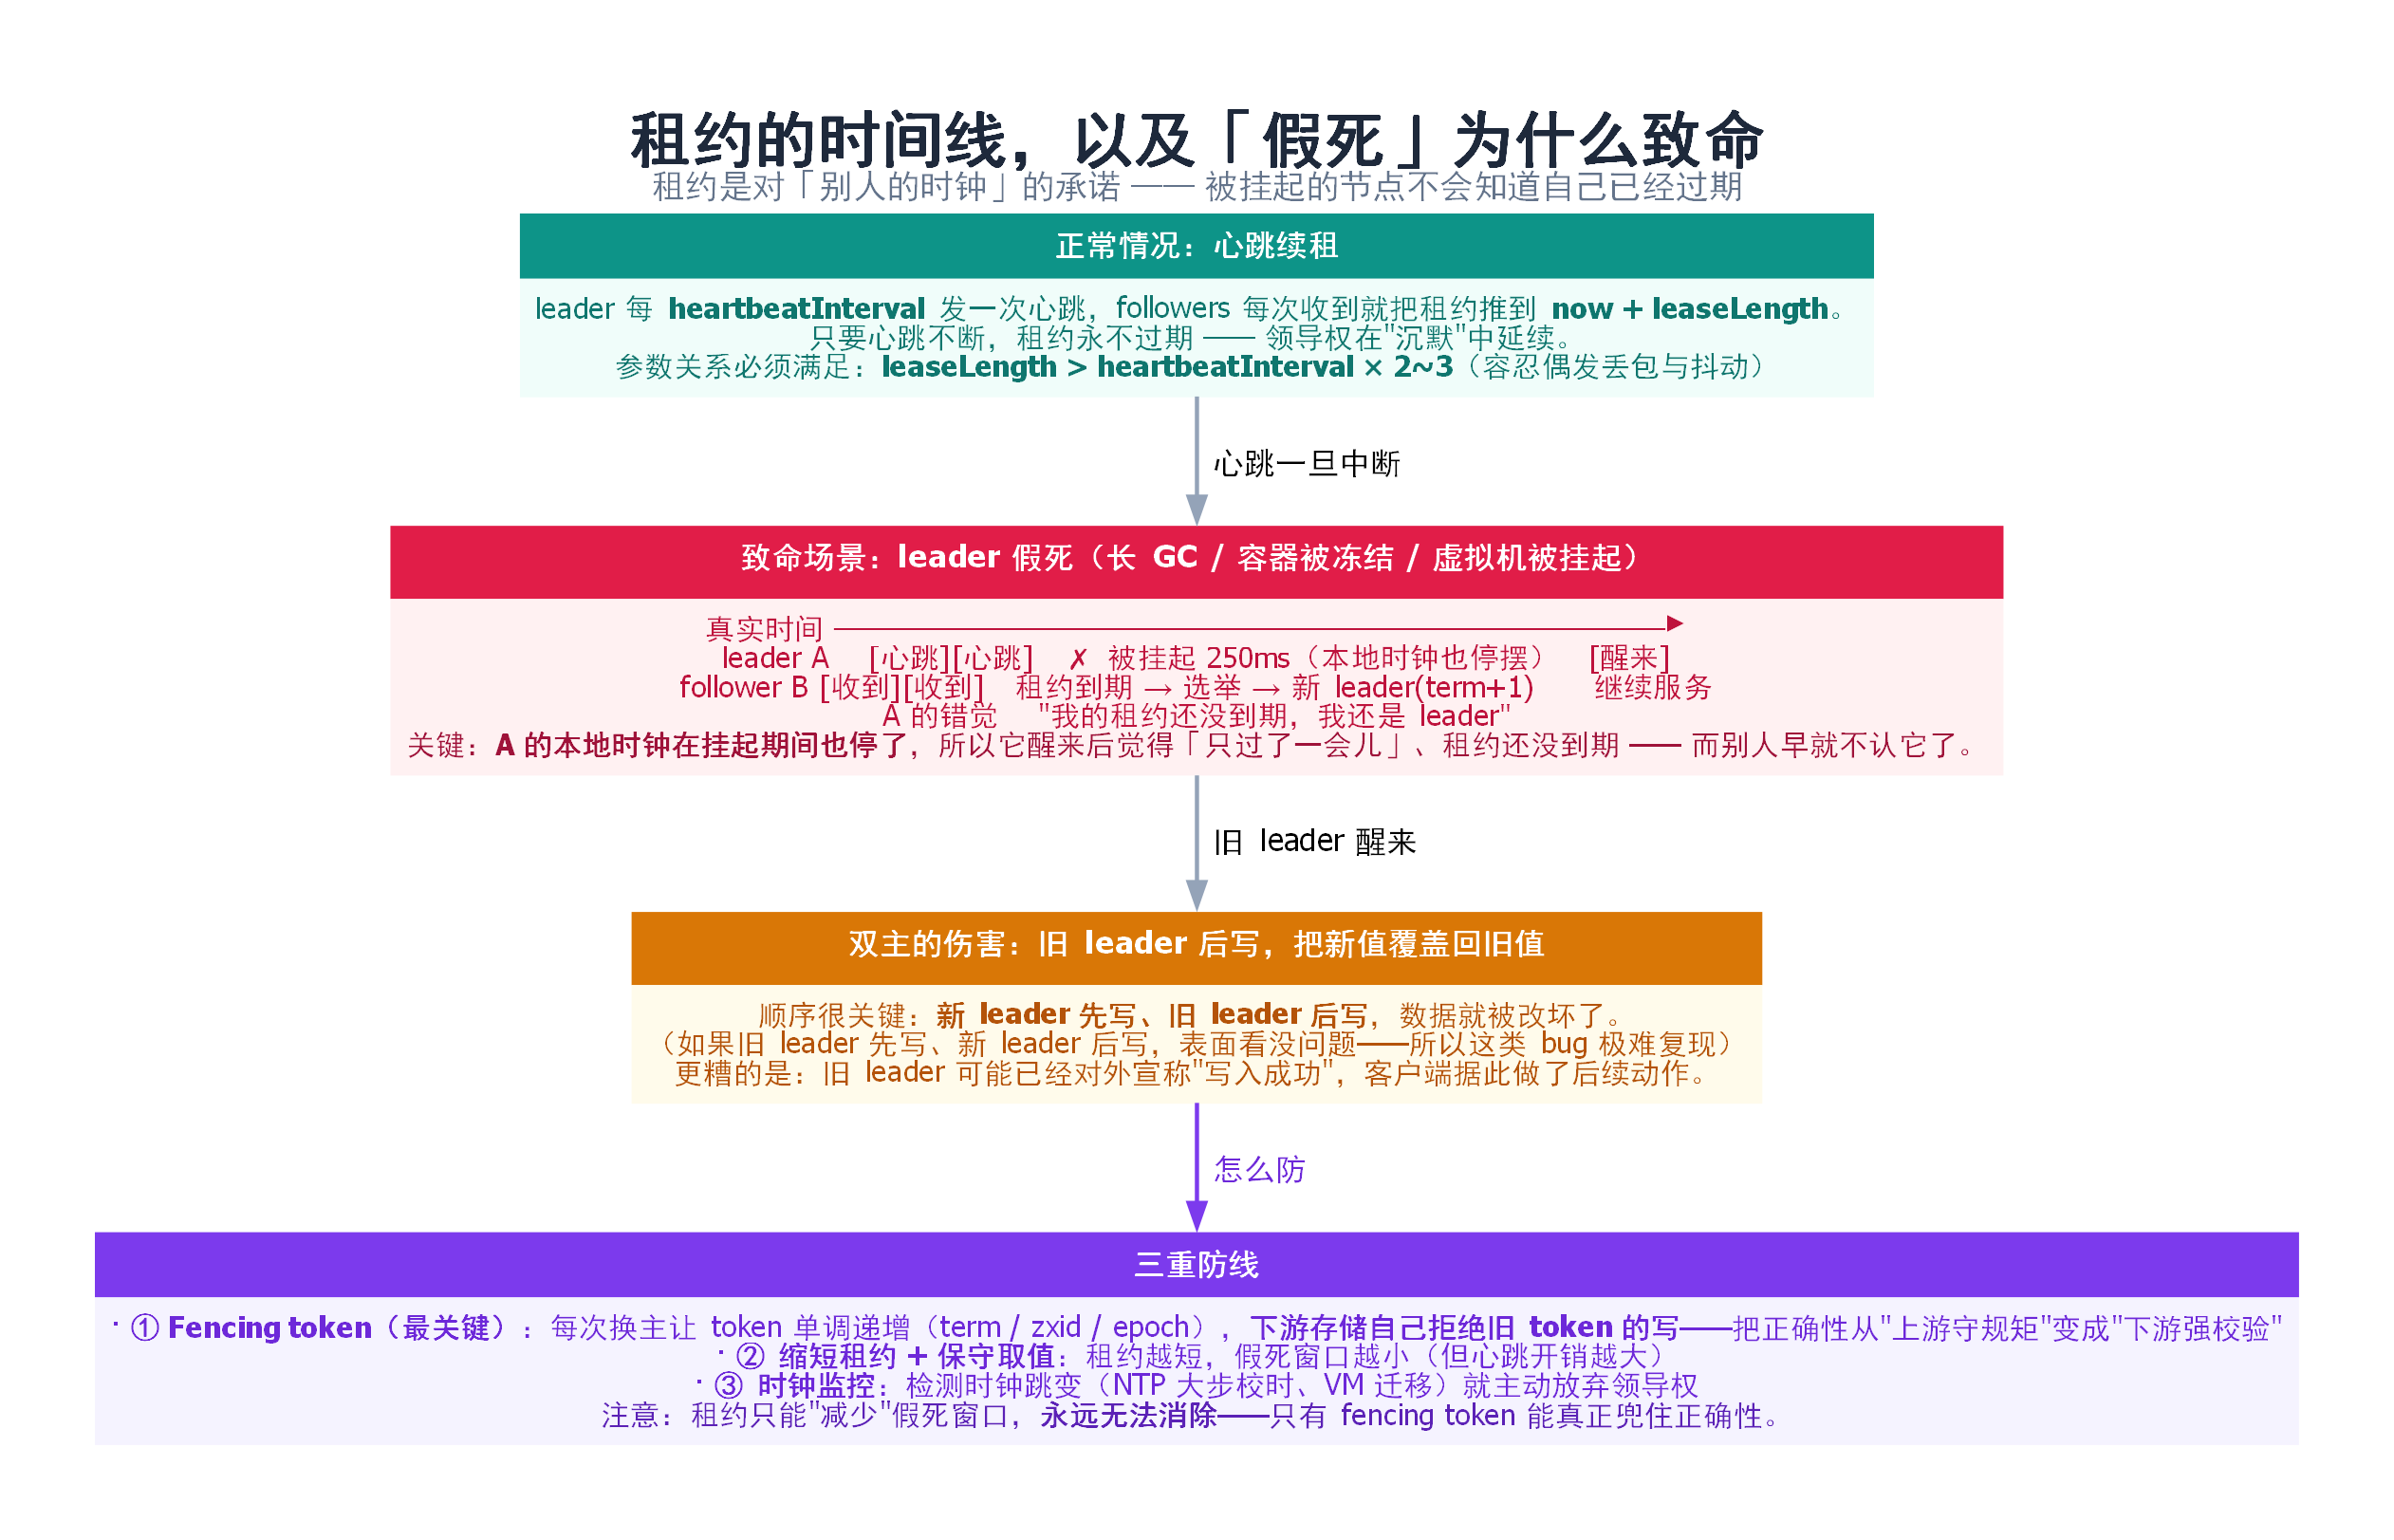 租约的时间线，以及「假死」为什么致命
租约是对「别人的时钟」的承诺 —— 被挂起的节点不会知道自己已经过期
正常情况：心跳续租
leader 每 heartbeatInterval 发一次心跳，followers 每次收到就把租约推到 now + leaseLength。
只要心跳不断，租约永不过期 —— 领导权在"沉默"中延续。
参数关系必须满足：leaseLength > heartbeatInterval × 2~3（容忍偶发丢包与抖动）
心跳一旦中断
致命场景：leader 假死（长 GC / 容器被冻结 / 虚拟机被挂起）
真实时间 ──────────────────────────▶
leader A [心跳][心跳] ✗ 被挂起 250ms（本地时钟也停摆） [醒来]
follower B [收到][收到] 租约到期 → 选举 → 新 leader(term+1) 继续服务
A 的错觉 "我的租约还没到期，我还是 leader"
关键：A 的本地时钟在挂起期间也停了，所以它醒来后觉得「只过了一会儿」、租约还没到期 —— 而别人早就不认它了。
旧 leader 醒来
双主的伤害：旧 leader 后写，把新值覆盖回旧值
顺序很关键：新 leader 先写、旧 leader 后写，数据就被改坏了。
（如果旧 leader 先写、新 leader 后写，表面看没问题——所以这类 bug 极难复现）
更糟的是：旧 leader 可能已经对外宣称"写入成功"，客户端据此做了后续动作。
怎么防
三重防线
· ① Fencing token（最关键）：每次换主让 token 单调递增（term / zxid / epoch），下游存储自己拒绝旧 token 的写——把正确性从"上游守规矩"变成"下游强校验"
· ② 缩短租约 + 保守取值：租约越短，假死窗口越小（但心跳开销越大）
· ③ 时钟监控：检测时钟跳变（NTP 大步校时、VM 迁移）就主动放弃领导权
注意：租约只能"减少"假死窗口，永远无法消除——只有 fencing token 能真正兜住正确性。